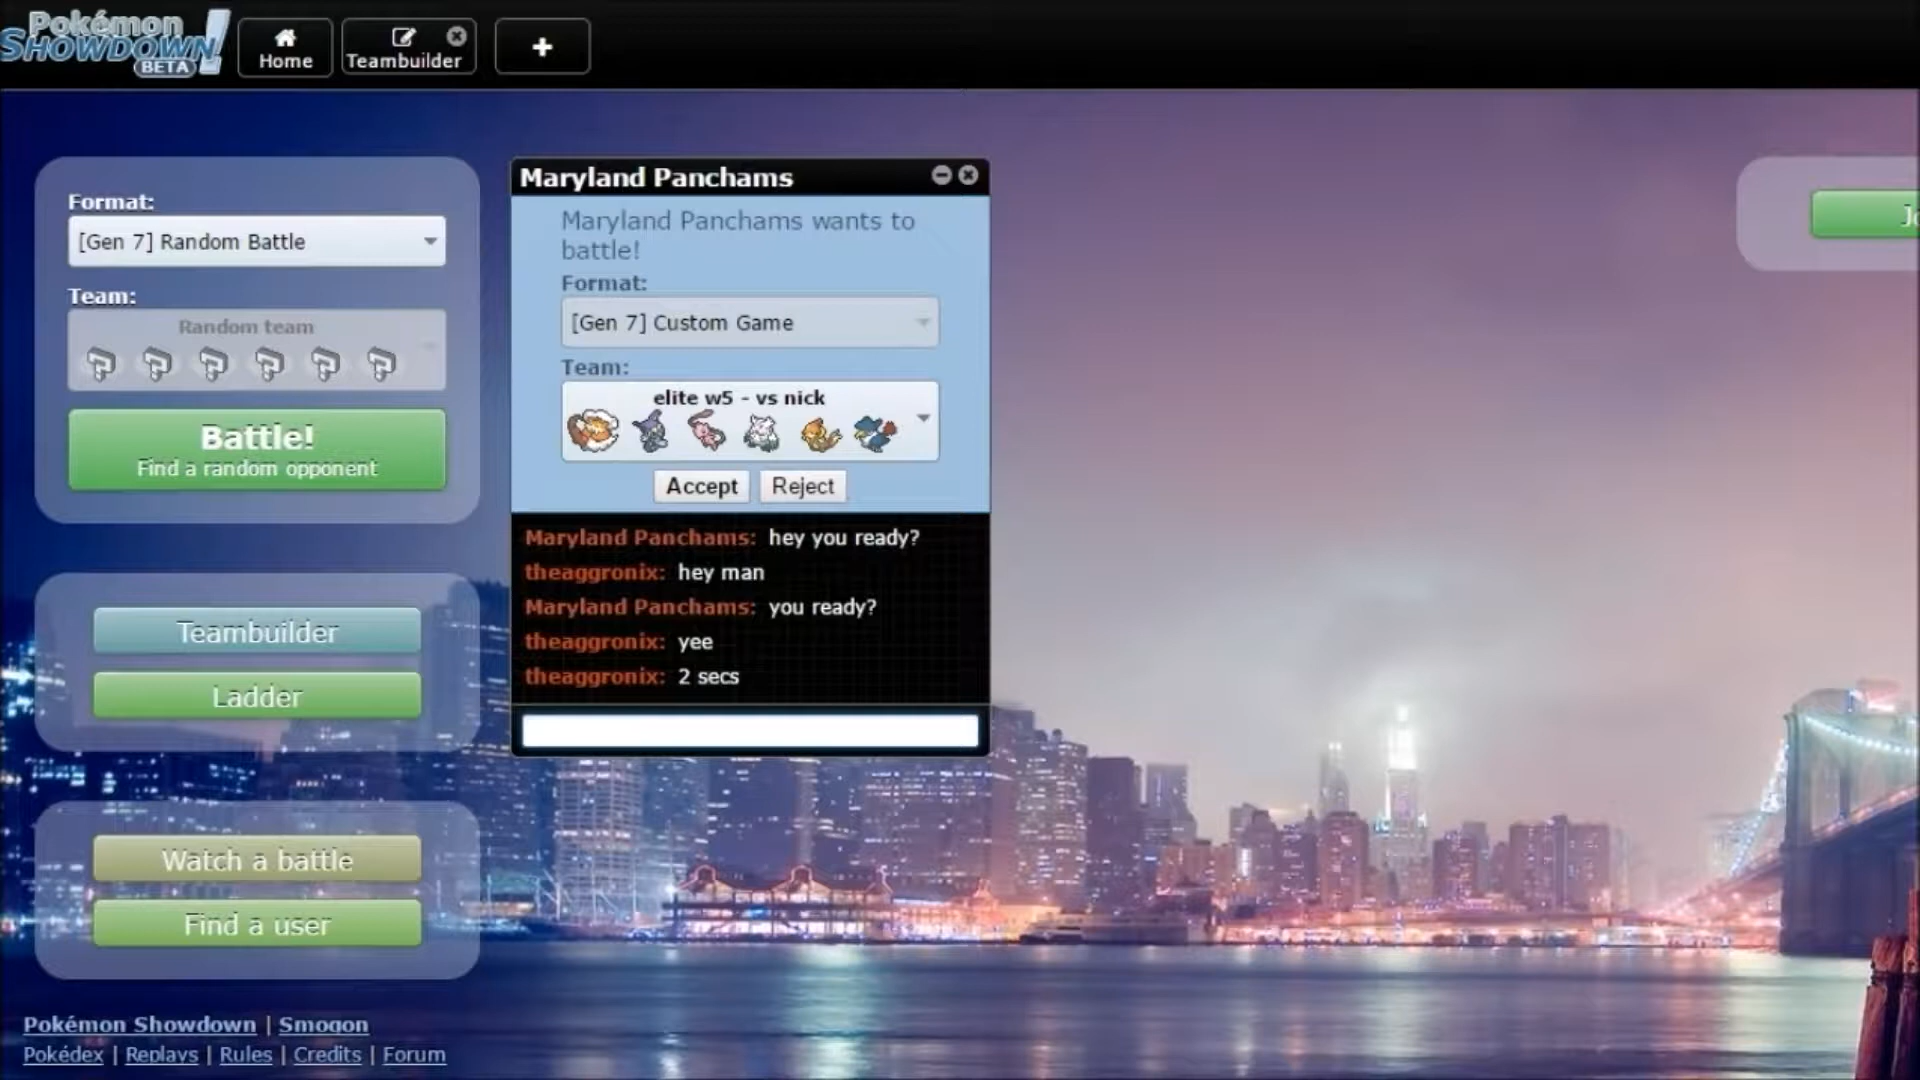 Pokémon
SHOWDOWN!
BETA
Home
Teambuilder
Format:
[Gen 7] Random Battle
Team:
Random team
Battle!
Find a random opponent
Teambuilder
Ladder
Watch a battle
Find a user
Pokémon Showdown | Smogon
Pokédex | Replays | Rules | Credits | Forum
Maryland Panchams
Maryland Panchams wants to
battle!
Format:
[Gen 7] Custom Game
Team:
elite w5 - vs nick
Accept Reject
Maryland Panchams: hey you ready?
theaggronix: hey man
Maryland Panchams: you ready?
theaggronix: yee
theaggronix: 2 secs